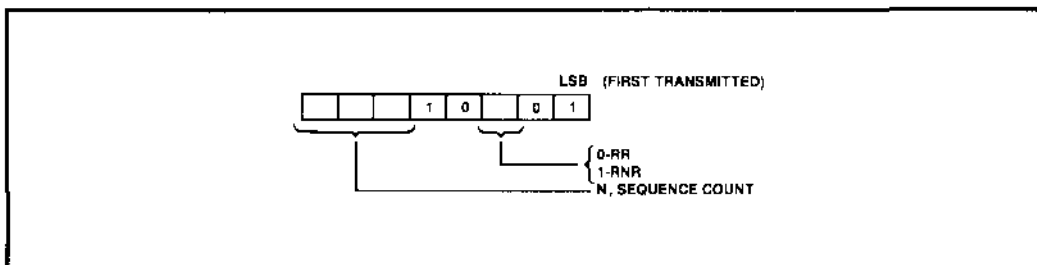 LSB (FIRST TRANSMITTED)
1 0 0 1
0-RR
1-RNR
N, SEQUENCE COUNT